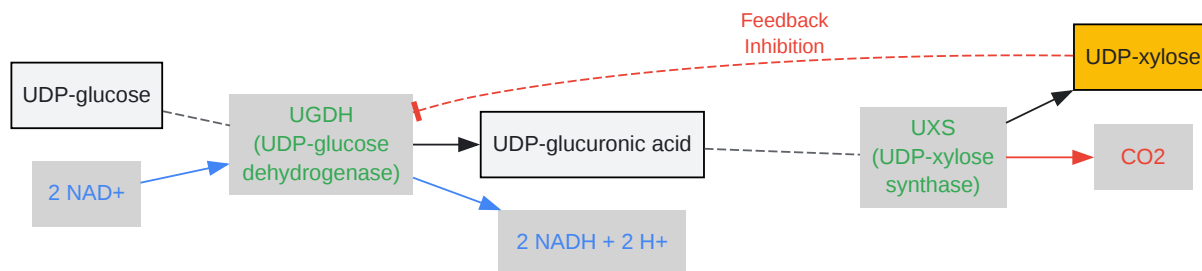 Feedback
Inhibition
UDP-xylose
UDP-glucose
UGDH
(UDP-glucose
dehydrogenase)
UDP-glucuronic acid
UXS
(UDP-xylose
synthase)
CO2
2 NAD+
2 NADH + 2 H+